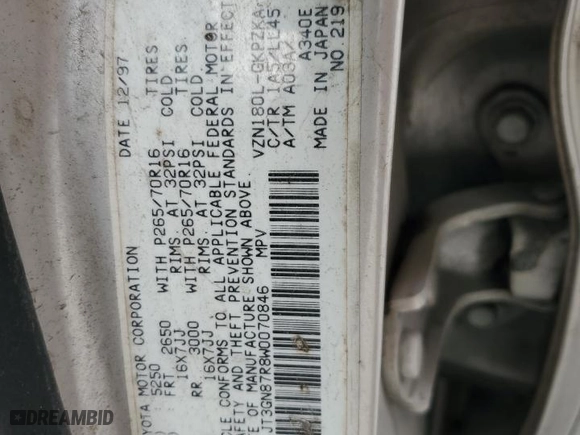 YOTA MOTOR CORPORATION DATE 12/97
5250
FRT 2650 WITH P265/70R16 TIRES
16X7JJ RIMS. AT 32PSI COLD
RR 3000 WITH P265/70R16 TIRES
16X7JJ RIMS. AT 32PSI COLD.
CLE CONFORMS TO ALL APPLICABLE FEDERAL MOTOR
AFETY AND THEFT PREVENTION STANDARDS IN EFFECT
E OF MANUFACTURE SHOWN ABOVE.
JT3GN87R8W0070846 MPV
VZN180L-GKPZKA
C/TR 1A5/LL45
A/TM A03A/ A340E
MADE IN JAPAN
NO 219
DREAMBID